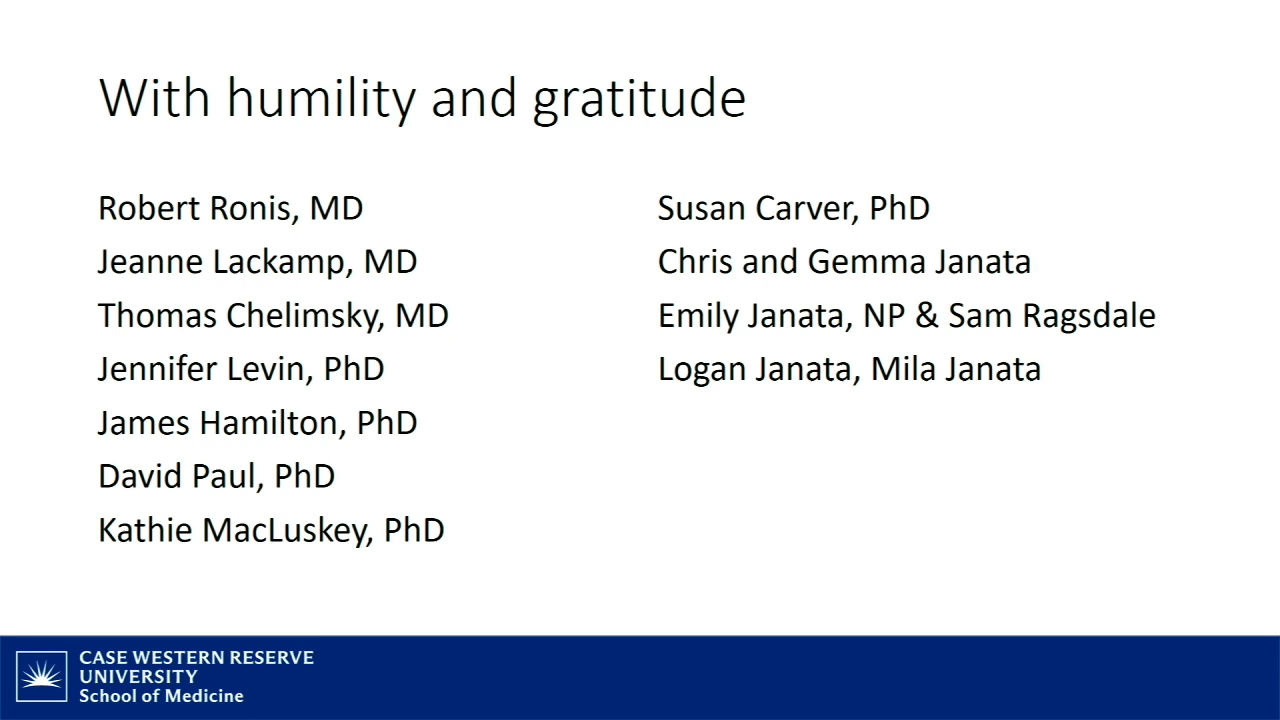 With humility and gratitude
Robert Ronis, MD
Jeanne Lackamp, MD
Thomas Chelimsky, MD
Jennifer Levin, PhD
James Hamilton, PhD
David Paul, PhD
Kathie MacLuskey, PhD
Susan Carver, PhD
Chris and Gemma Janata
Emily Janata, NP & Sam Ragsdale
Logan Janata, Mila Janata
CASE WESTERN RESERVE
UNIVERSITY
School of Medicine